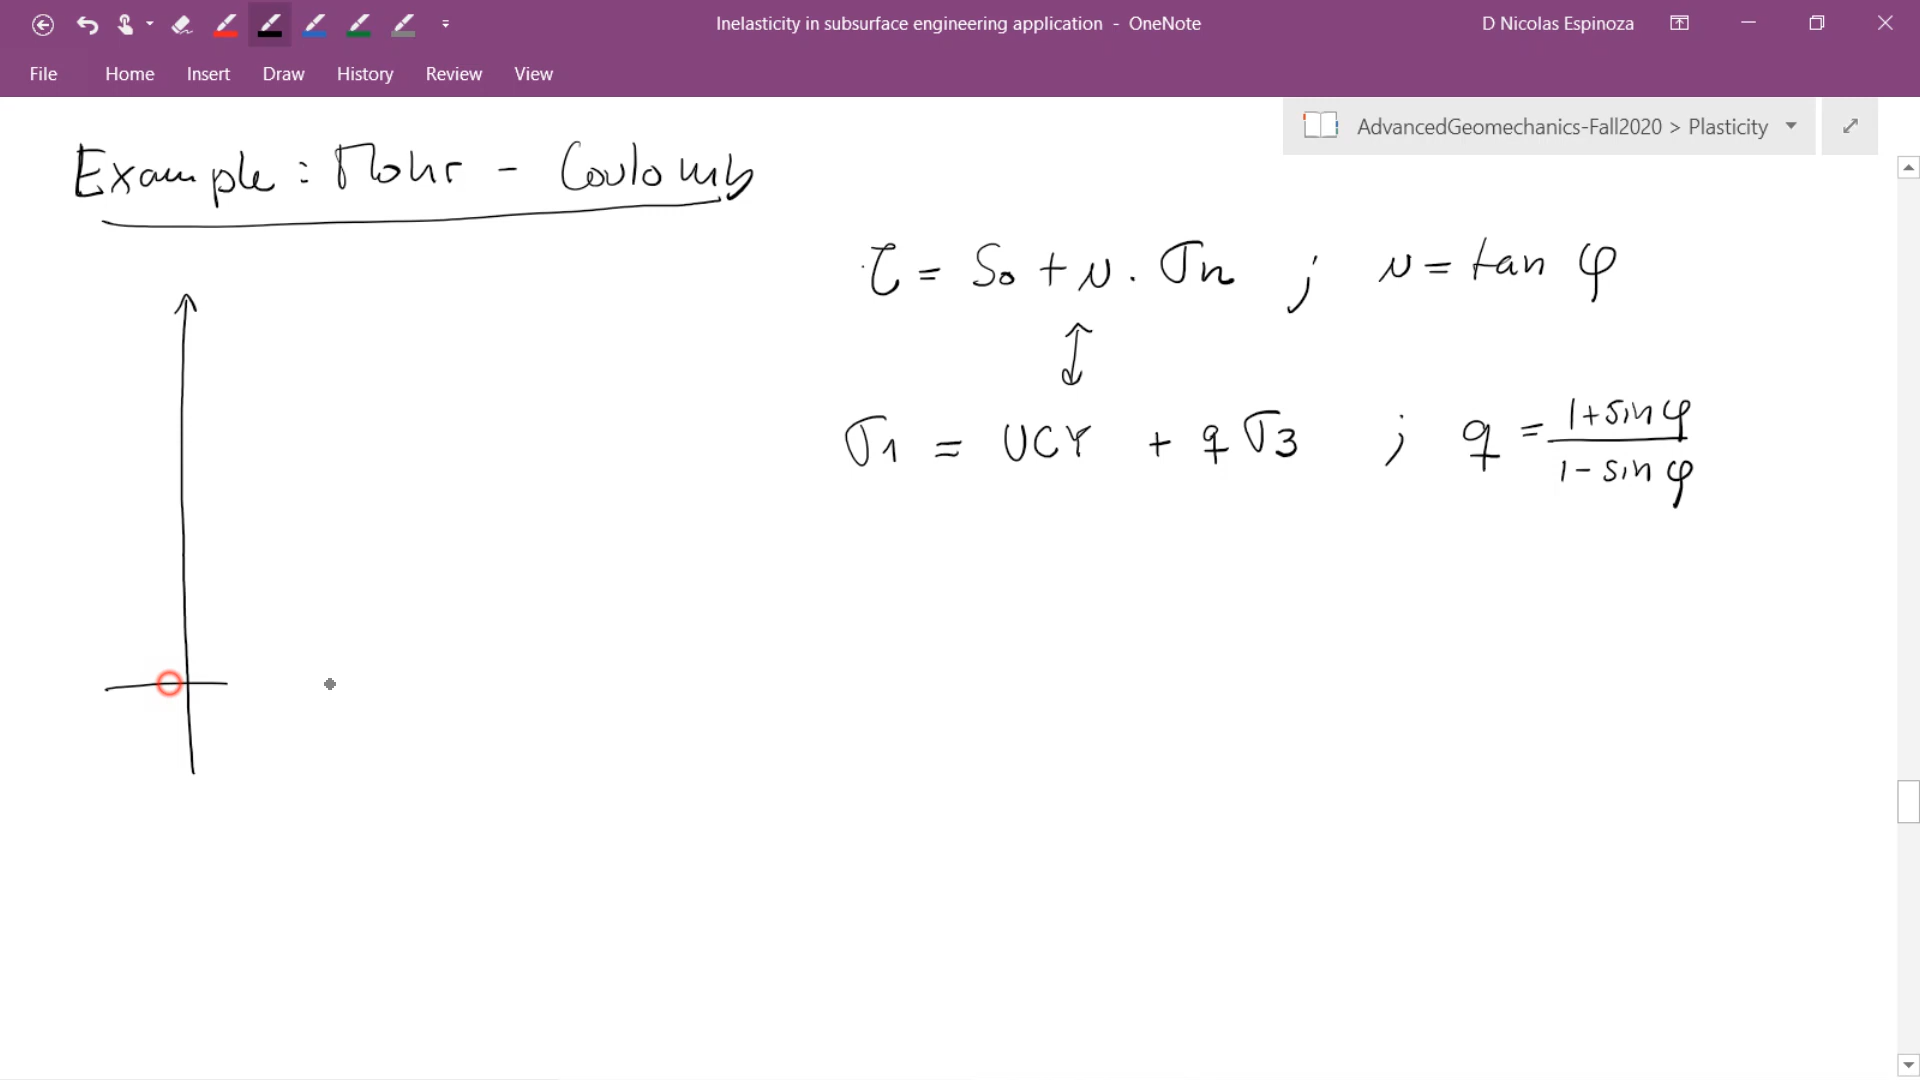 Inelasticity in subsurface engineering application - OneNote
D Nicolas Espinoza
File Home Insert Draw History Review View
AdvancedGeomechanics-Fall2020 > Plasticity
Example: Mohr - Coulomb
τ = S₀ + μ . σn ; μ = tan φ
↕
σ1 = UCY + q σ3 ; q = (1+sin φ)/(1-sin φ)